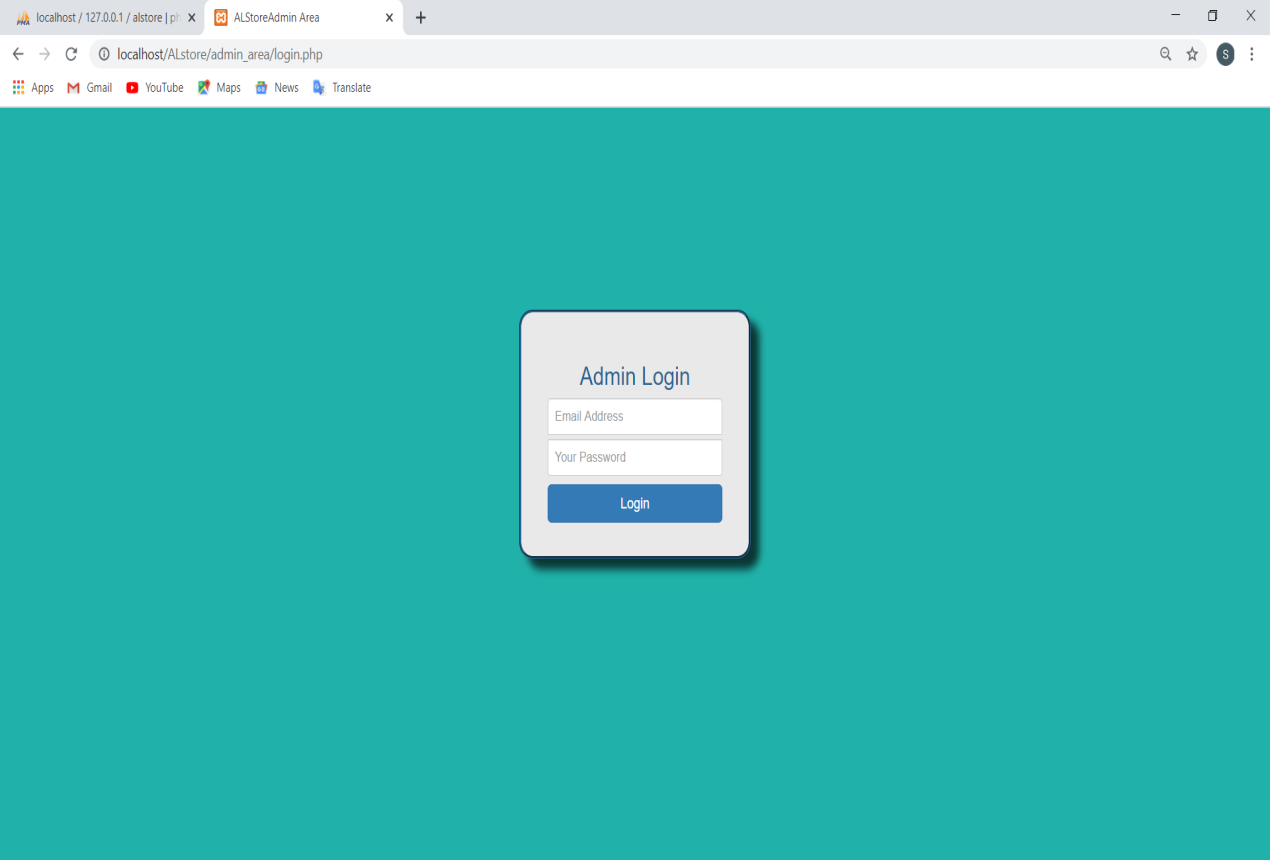 localhost / 127.0.0.1 / alstore | ph
ALStoreAdmin Area
localhost/ALstore/admin_area/login.php
S
Apps Gmail YouTube Maps News Translate
Admin Login
Email Address
Your Password
Login